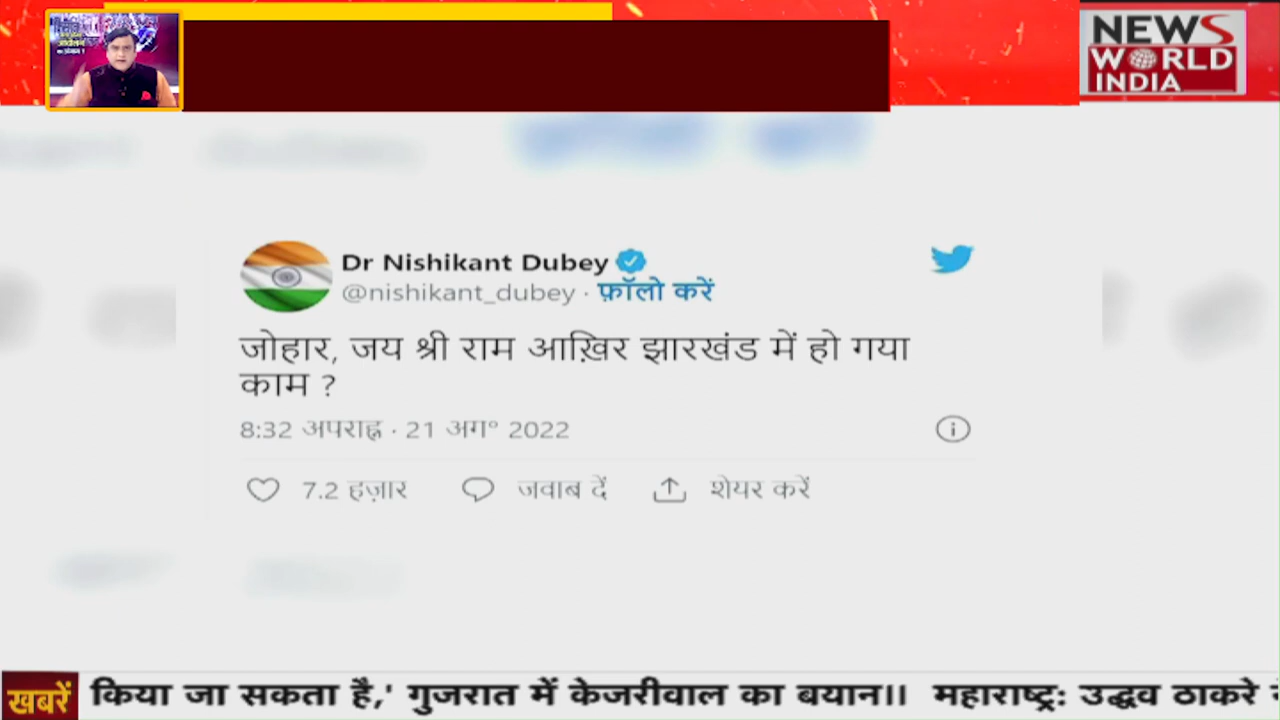 NEWS
WORLD
INDIA
Dr Nishikant Dubey
@nishikant_dubey · फ़ॉलो करें
जोहार, जय श्री राम आख़िर झारखंड में हो गया
काम ?
8:32 अपराह्न · 21 अग॰ 2022
7.2 हज़ार जवाब दें शेयर करें
खबरें किया जा सकता है,' गुजरात में केजरीवाल का बयान।। महाराष्ट्र: उद्धव ठाकरे